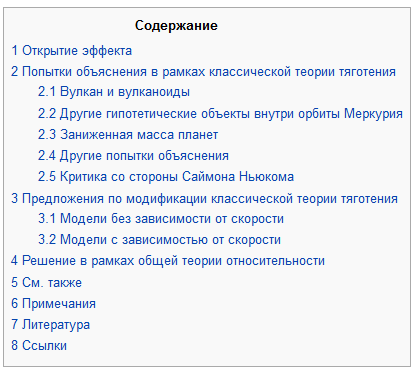 Содержание
1 Открытие эффекта
2 Попытки объяснения в рамках классической теории тяготения
2.1 Вулкан и вулканоиды
2.2 Другие гипотетические объекты внутри орбиты Меркурия
2.3 Заниженная масса планет
2.4 Другие попытки объяснения
2.5 Критика со стороны Саймона Ньюкома
3 Предложения по модификации классической теории тяготения
3.1 Модели без зависимости от скорости
3.2 Модели с зависимостью от скорости
4 Решение в рамках общей теории относительности
5 См. также
6 Примечания
7 Литература
8 Ссылки